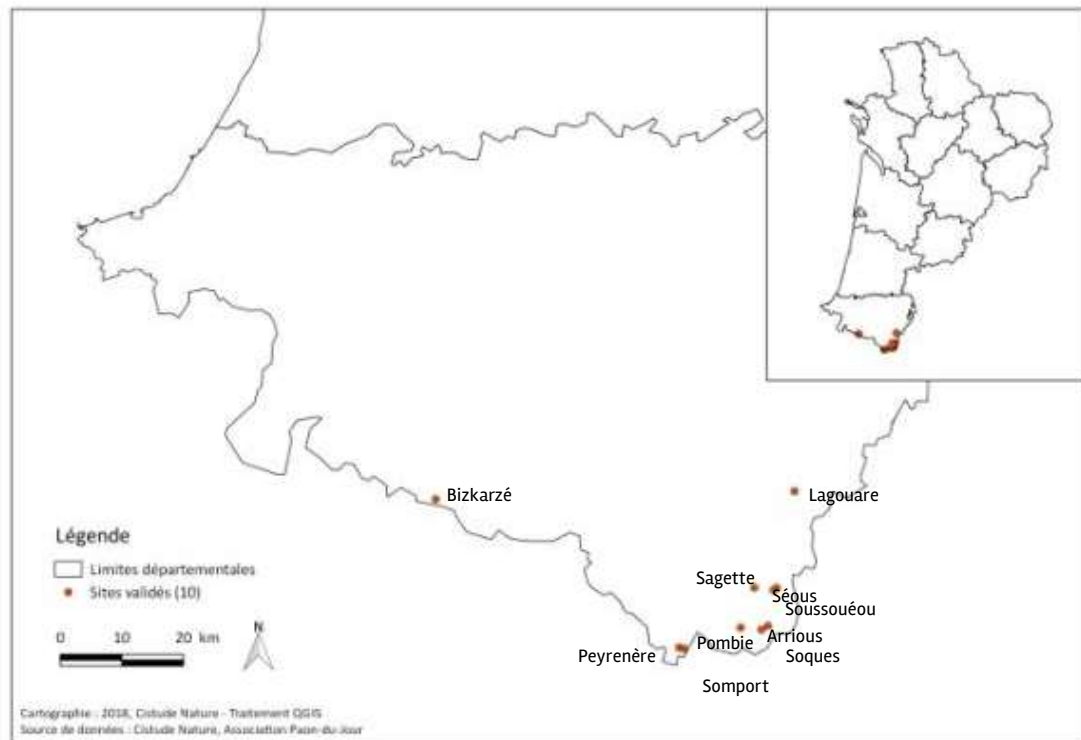 Bizkarzé
Lagouare
Légende
Limites départementales
Sites validés (10)
0 10 20 km
N
Sagette
Séous
Soussouéou
Arrious
Pombie
Soques
Peyrenère
Somport
Cartographie : 2018, Cistude Nature - Traitement QGIS
Source de données : Cistude Nature, Association Paon-du-Jour